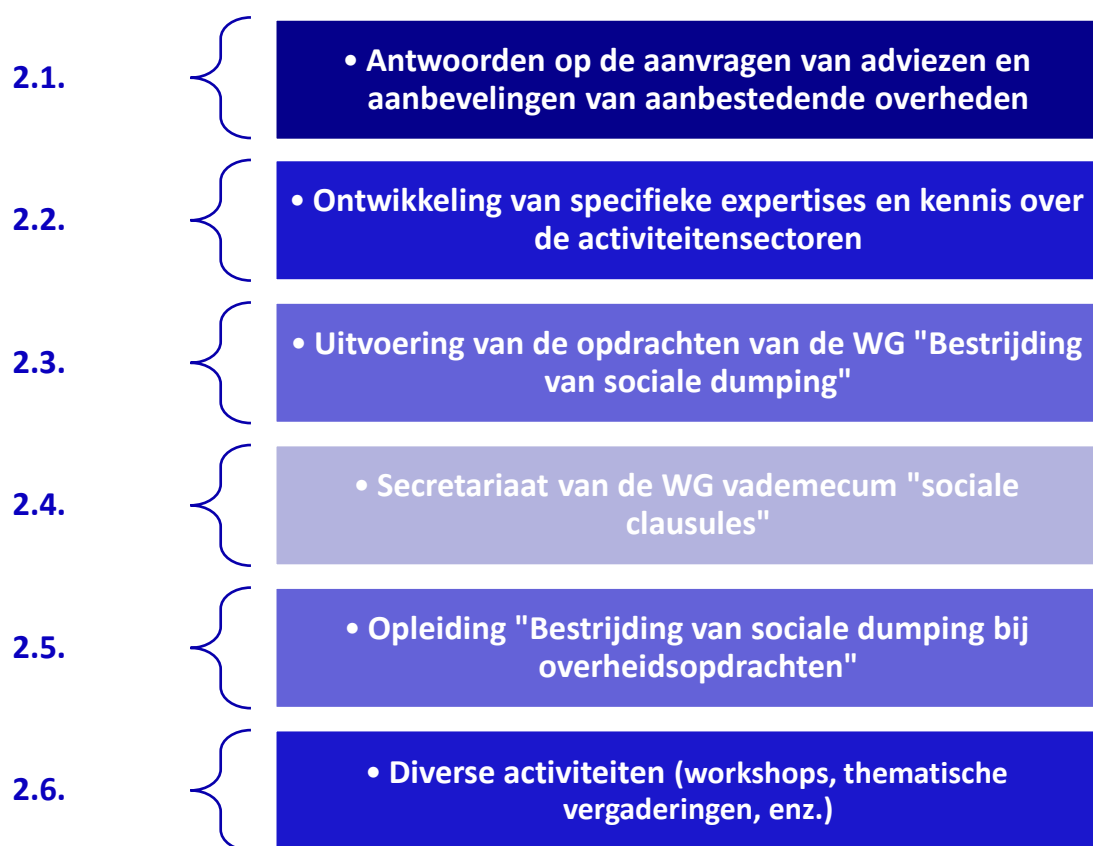 2.1.
• Antwoorden op de aanvragen van adviezen en
aanbevelingen van aanbestedende overheden
2.2.
• Ontwikkeling van specifieke expertises en kennis over
de activiteitensectoren
2.3.
• Uitvoering van de opdrachten van de WG "Bestrijding
van sociale dumping"
2.4.
• Secretariaat van de WG vademecum "sociale
clausules"
2.5.
• Opleiding "Bestrijding van sociale dumping bij
overheidsopdrachten"
2.6.
• Diverse activiteiten (workshops, thematische
vergaderingen, enz.)